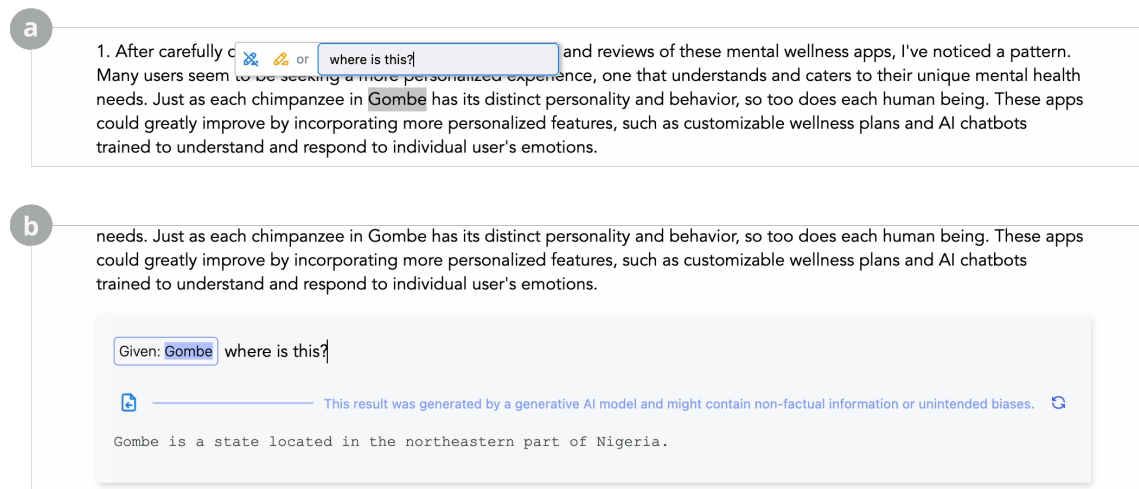 a
1. After carefully
or where is this?
and reviews of these mental wellness apps, I've noticed a pattern.
Many users seem to be seeking a more personalized experience, one that understands and caters to their unique mental health
needs. Just as each chimpanzee in Gombe has its distinct personality and behavior, so too does each human being. These apps
could greatly improve by incorporating more personalized features, such as customizable wellness plans and AI chatbots
trained to understand and respond to individual user's emotions.
b
needs. Just as each chimpanzee in Gombe has its distinct personality and behavior, so too does each human being. These apps
could greatly improve by incorporating more personalized features, such as customizable wellness plans and AI chatbots
trained to understand and respond to individual user's emotions.
Given: Gombe where is this?
This result was generated by a generative AI model and might contain non-factual information or unintended biases.
Gombe is a state located in the northeastern part of Nigeria.